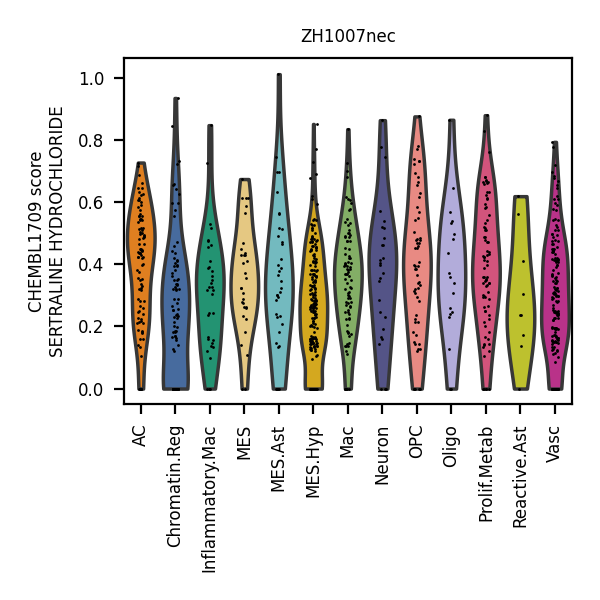 ZH1007nec
CHEMBL1709 score
SERTRALINE HYDROCHLORIDE
1.0
0.8
0.6
0.4
0.2
0.0
AC
Chromatin.Reg
Inflammatory.Mac
MES
MES.Ast
MES.Hyp
Mac
Neuron
OPC
Oligo
Prolif.Metab
Reactive.Ast
Vasc